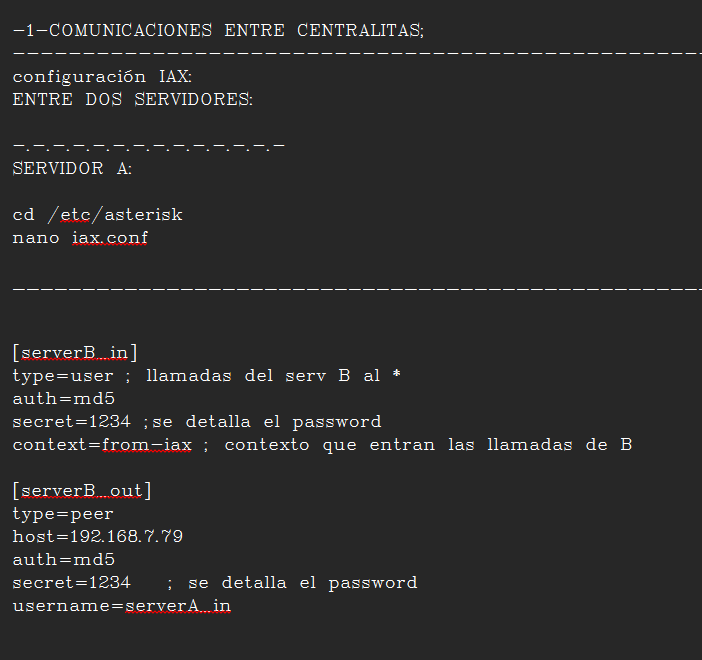 -1-COMUNICACIONES ENTRE CENTRALITAS;
------------------------------------------------------------
configuración IAX:
ENTRE DOS SERVIDORES:
-.-.-.-.-.-.-.-.-.-.-.-.-.-
SERVIDOR A:
cd /etc/asterisk
nano iax.conf
------------------------------------------------------------
[serverB_in]
type=user ; llamadas del serv B al *
auth=md5
secret=1234 ;se detalla el password
context=from-iax ; contexto que entran las llamadas de B
[serverB_out]
type=peer
host=192.168.7.79
auth=md5
secret=1234 ; se detalla el password
username=serverA_in